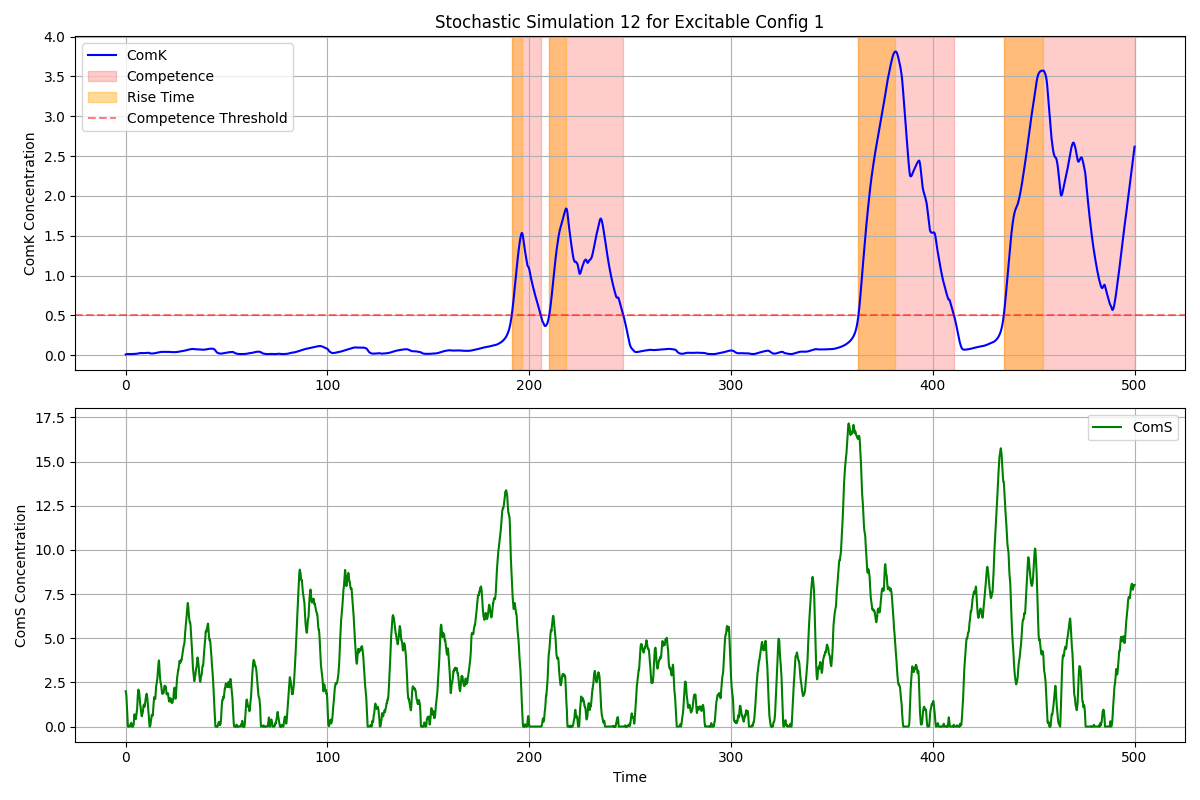 Stochastic Simulation 12 for Excitable Config 1
ComK Concentration
4.0
3.5
3.0
2.5
2.0
1.5
1.0
0.5
0.0
ComK
Competence
Rise Time
Competence Threshold
0 100 200 300 400 500
ComS Concentration
17.5
15.0
12.5
10.0
7.5
5.0
2.5
0.0
ComS
0 100 200 300 400 500
Time